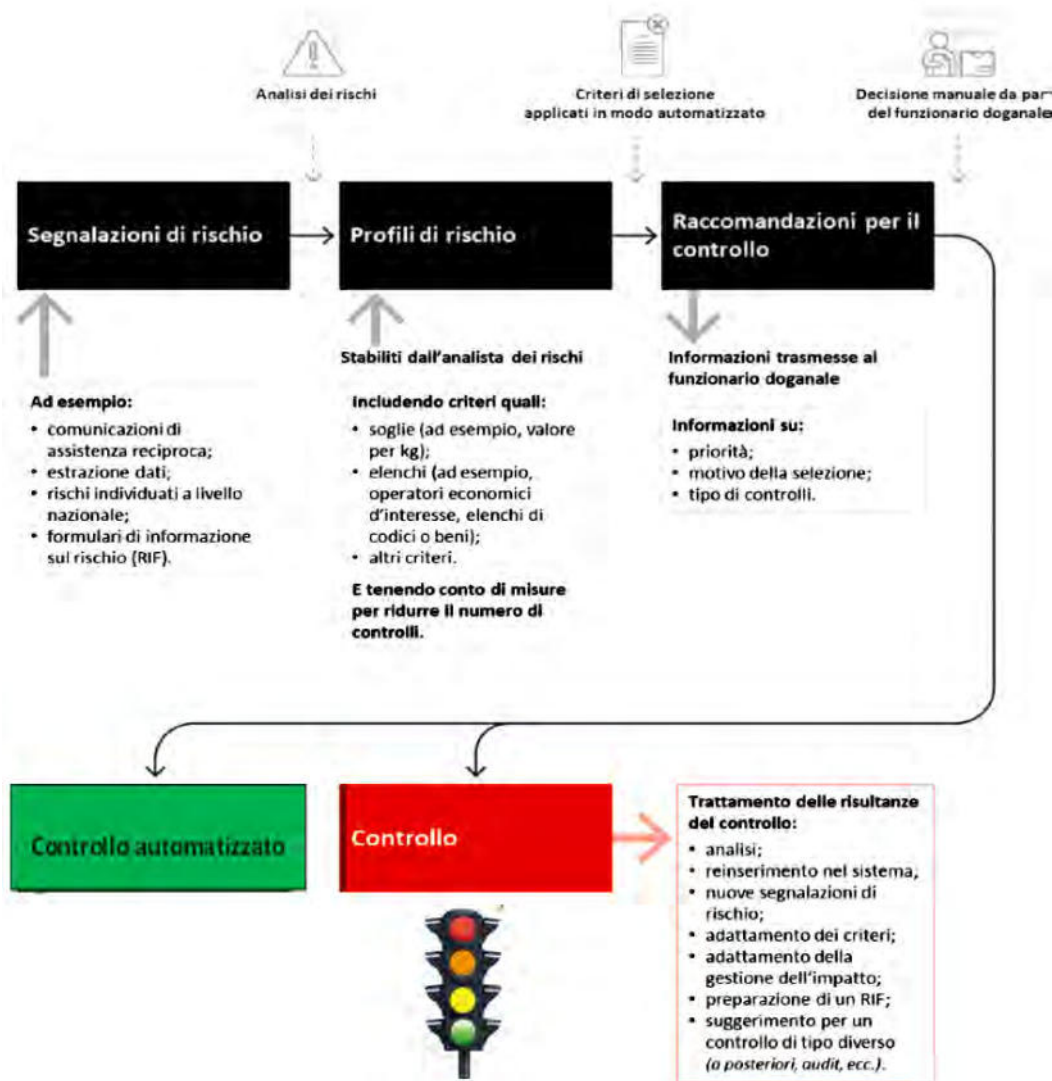 Analisi dei rischi
Criteri di selezione
applicati in modo automatizzato
Decisione manuale da par
del funzionario doganale
Segnalazioni di rischio
Profili di rischio
Raccomandazioni per il
controllo
Ad esempio:
• comunicazioni di
assistenza reciproca;
• estrazione dati;
• rischi individuati a livello
nazionale;
• formulari di informazione
sul rischio (RIF).
Stabiliti dall'analista dei rischi
Includendo criteri quali:
• soglie (ad esempio, valore
per kg);
• elenchi (ad esempio,
operatori economici
d'interesse, elenchi di
codici o beni);
• altri criteri.
E tenendo conto di misure
per ridurre il numero di
controlli.
Informazioni trasmesse al
funzionario doganale
Informazioni su:
• priorità;
• motivo della selezione;
• tipo di controlli.
Controllo automatizzato
Controllo
Trattamento delle risultanze
del controllo:
• analisi;
• reinserimento nel sistema;
• nuove segnalazioni di
rischio;
• adattamento dei criteri;
• adattamento della
gestione dell'impatto;
• preparazione di un RIF;
• suggerimento per un
controllo di tipo diverso
(a posteriori, audit, ecc.).